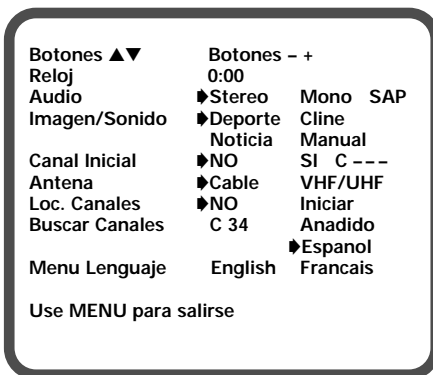 Botones ▲▼ Botones – +
Reloj 0:00
Audio ➧Stereo Mono SAP
Imagen/Sonido ➧Deporte Cline
Noticia Manual
Canal Inicial ➧NO SI C – – –
Antena ➧Cable VHF/UHF
Loc. Canales ➧NO Iniciar
Buscar Canales C 34 Anadido
➧Espanol
Menu Lenguaje English Francais
Use MENU para salirse